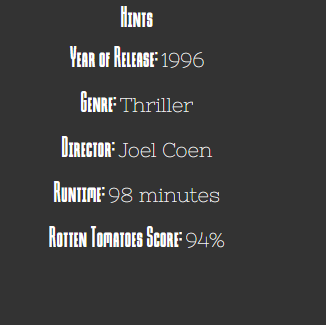 Hints
Year of Release: 1996
Genre: Thriller
Director: Joel Coen
Runtime: 98 minutes
Rotten Tomatoes Score: 94%